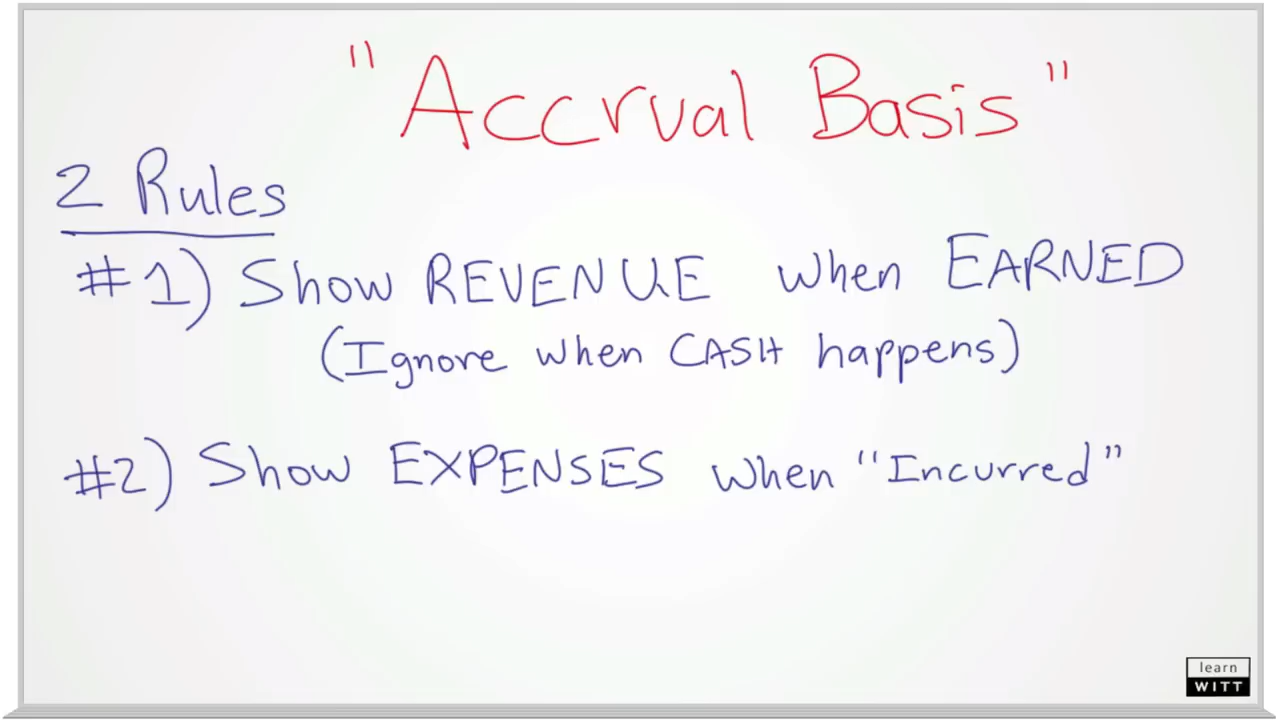 "Accrual Basis"
2 Rules
#1) Show REVENUE when EARNED
(Ignore when CASH happens)
#2) Show EXPENSES when "Incurred"
learn
WITT